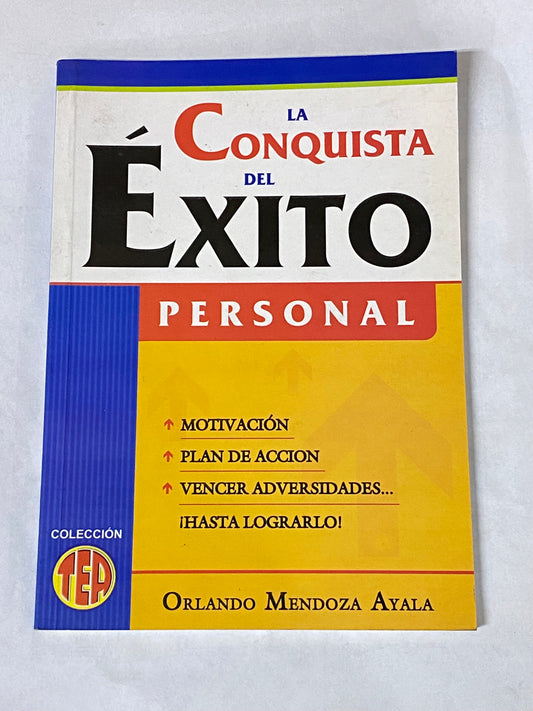 LA
CONQUISTA
DEL
ÉXITO
PERSONAL
MOTIVACIÓN
PLAN DE ACCION
VENCER ADVERSIDADES...
¡HASTA LOGRARLO!
COLECCIÓN
TEA
ORLANDO MENDOZA AYALA